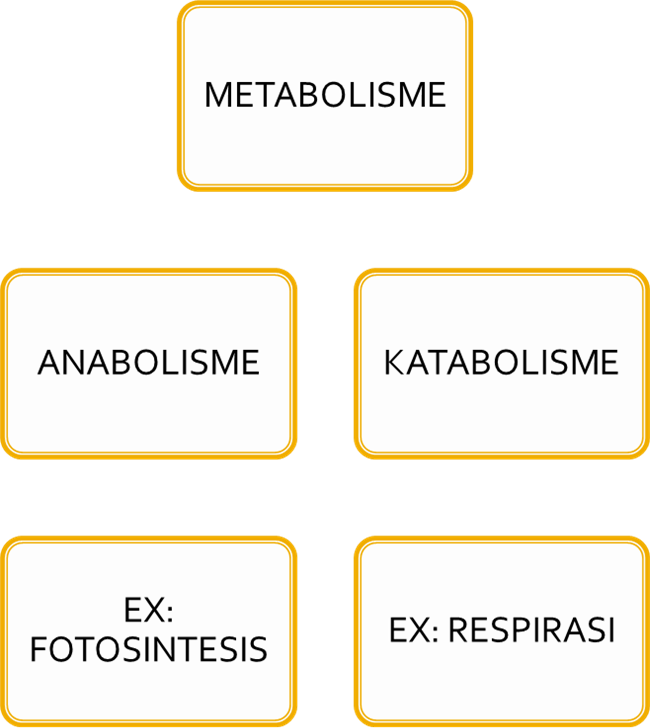 METABOLISME
ANABOLISME
KATABOLISME
EX:
FOTOSINTESIS
EX: RESPIRASI